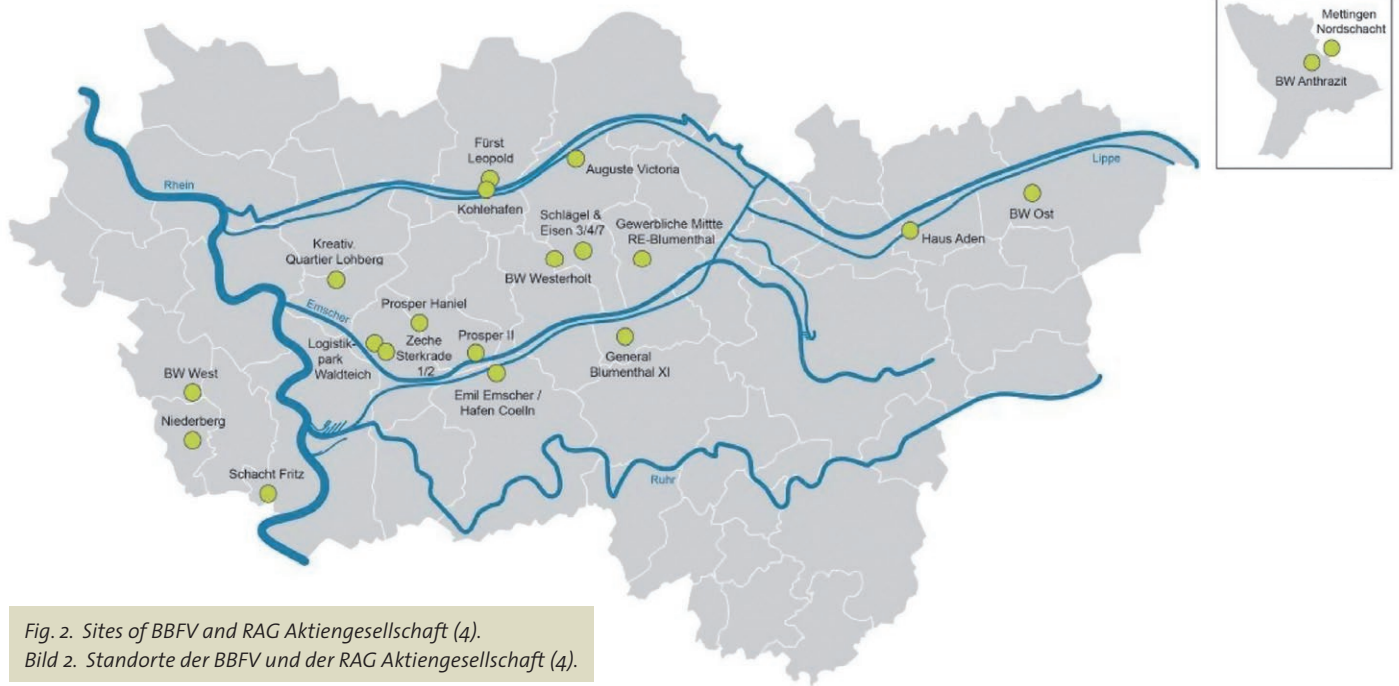 Mettingen
Nordschacht
BW Anthrazit
Fürst
Leopold
Auguste Victoria
Lippe
Rhein
Kohlehafen
BW Ost
Schlägel &
Eisen 3/4/7
Gewerbliche Mittte
RE-Blumenthal
Haus Aden
Kreativ.
Quartier Lohberg
BW Westerholt
Emscher
Prosper Haniel
Logistik-
park
Waldteich
Zeche
Sterkrade
1/2
Prosper II
General
Blumenthal XI
BW West
Emil Emscher /
Hafen Coelln
Niederberg
Schacht Fritz
Ruhr
Fig. 2. Sites of BBFV and RAG Aktiengesellschaft (4).
Bild 2. Standorte der BBFV und der RAG Aktiengesellschaft (4).